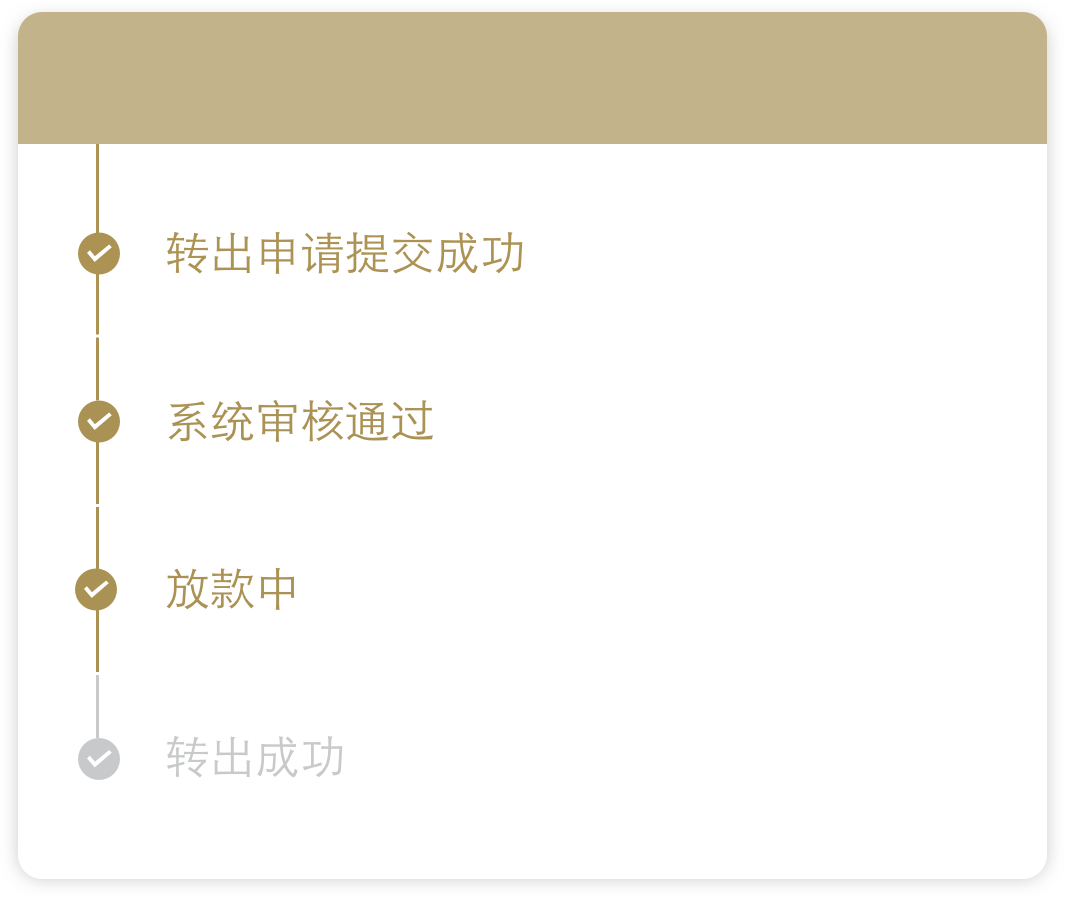 转出申请提交成功
系统审核通过
放款中
转出成功